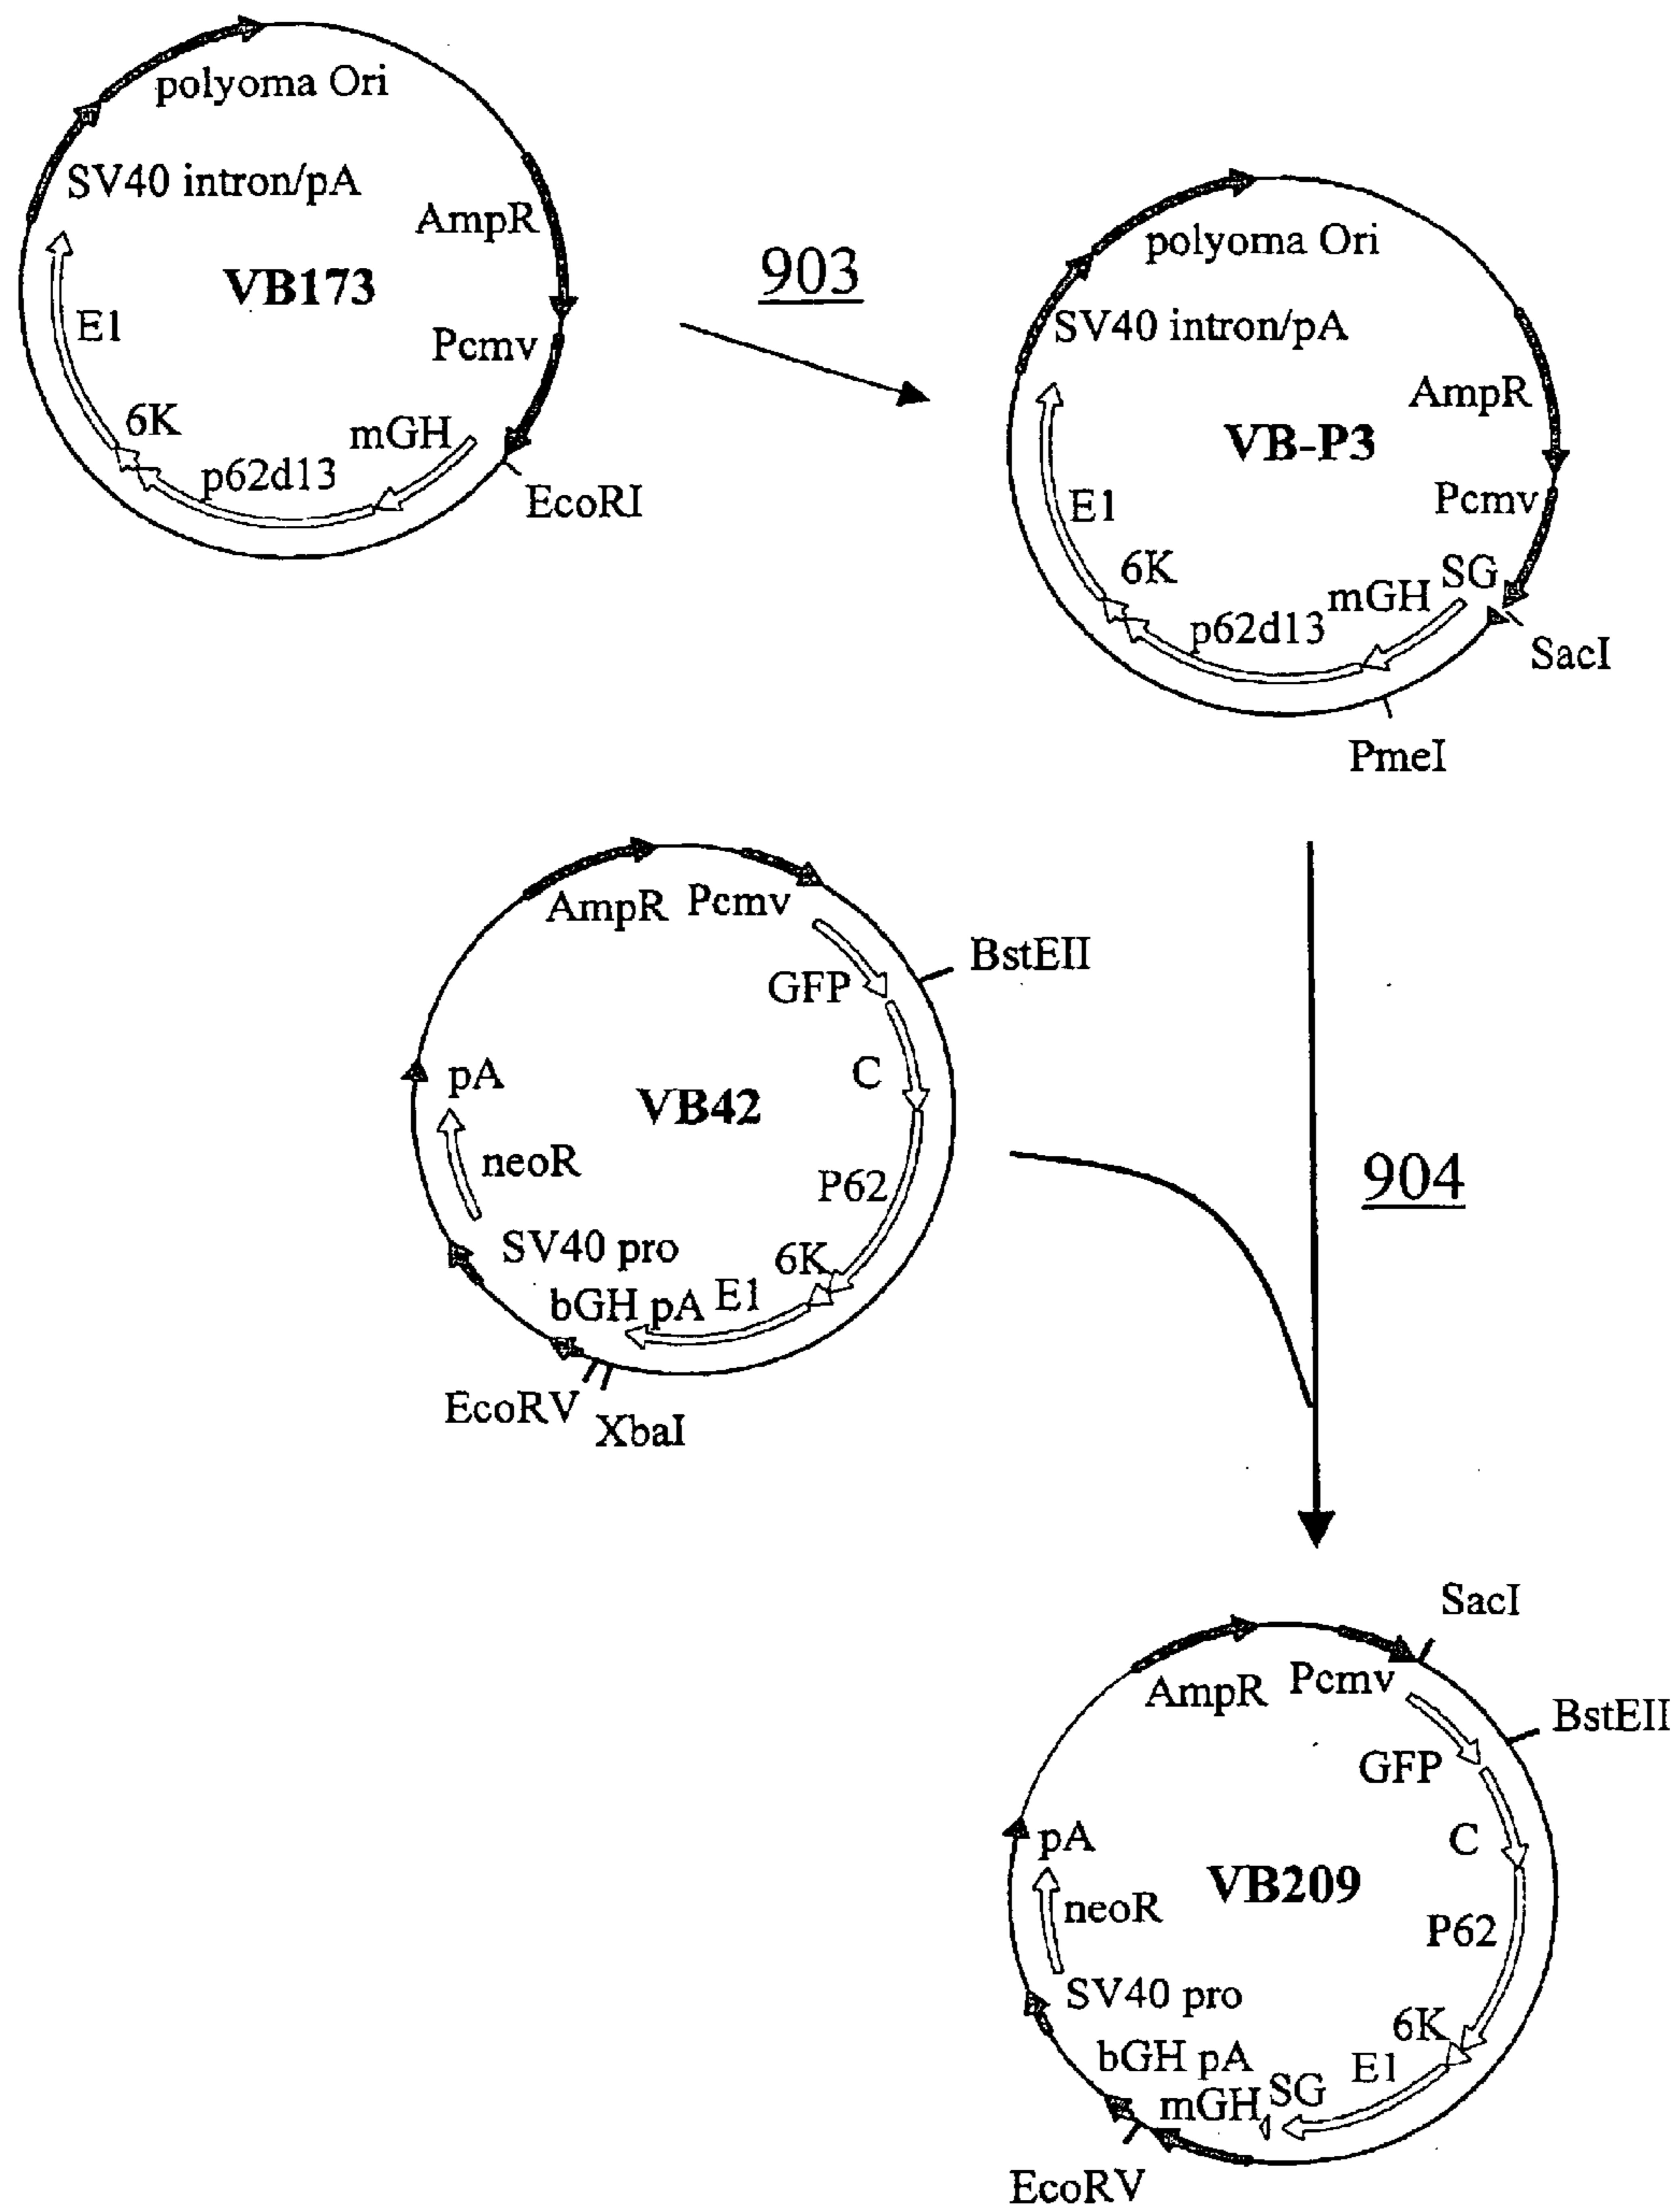 polyoma Ori
SV40 intron/pA
AmpR
VB173
E1
Pcmv
6K
mGH
p62d13
EcoRI
903
polyoma Ori
SV40 intron/pA
AmpR
VB-P3
Pcmv
E1
6K
SG
mGH
p62d13
SacI
PmeI
AmpR Pcmv
BstEII
GFP
C
pA
VB42
neoR
P62
SV40 pro
6K
bGH pA E1
EcoRV
XbaI
904
SacI
AmpR Pcmv
BstEII
GFP
C
pA
VB209
neoR
P62
SV40 pro
6K
bGH pA
E1
mGH
SG
EcoRV